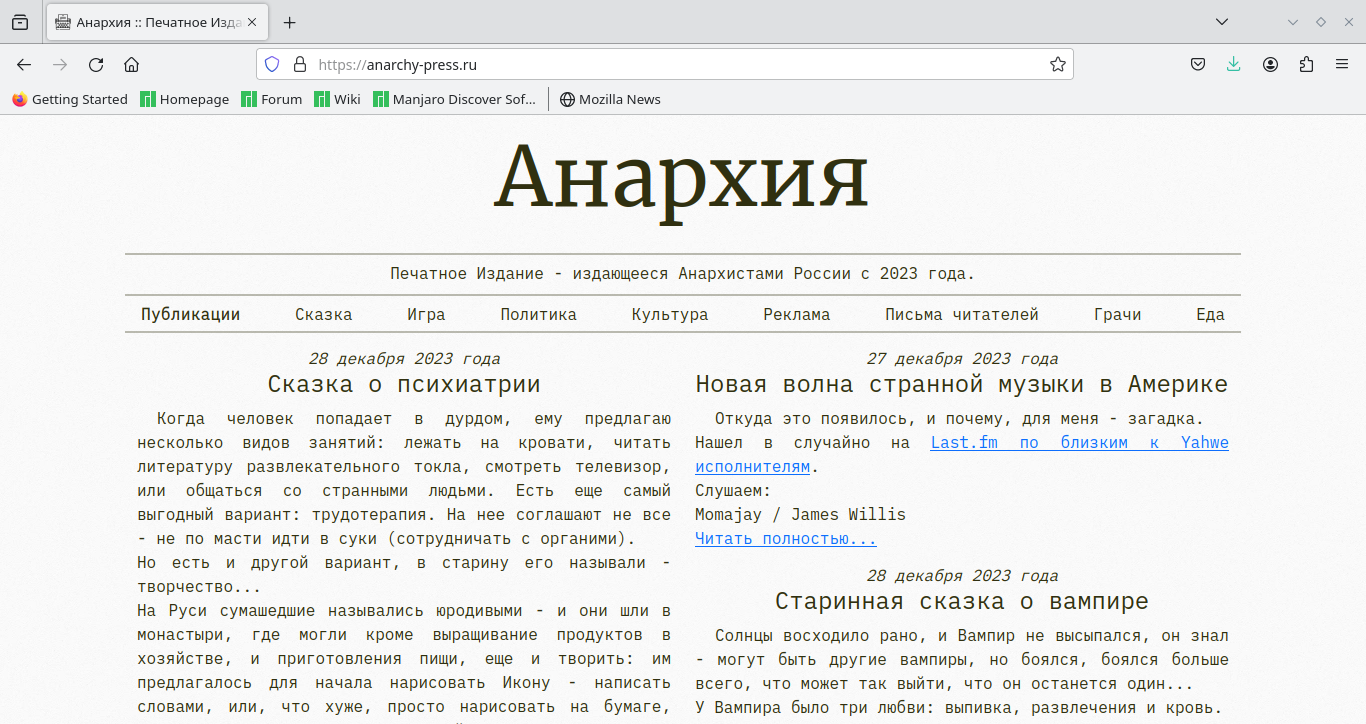 Анархия :: Печатное Изда
https://anarchy-press.ru
Getting Started Homepage Forum Wiki Manjaro Discover Sof... Mozilla News
Анархия
Печатное Издание - издающееся Анархистами России с 2023 года.
Публикации Сказка Игра Политика Культура Реклама Письма читателей Грачи Еда
28 декабря 2023 года
Сказка о психиатрии
Когда человек попадает в дурдом, ему предлагаю
несколько видов занятий: лежать на кровати, читать
литературу развлекательного токла, смотреть телевизор,
или общаться со странными людьми. Есть еще самый
выгодный вариант: трудотерапия. На нее соглашают не все
- не по масти идти в суки (сотрудничать с органими).
Но есть и другой вариант, в старину его называли -
творчество...
На Руси сумашедшие назывались юродивыми - и они шли в
монастыри, где могли кроме выращивание продуктов в
хозяйстве, и приготовления пищи, еще и творить: им
предлагалось для начала нарисовать Икону - написать
словами, или, что хуже, просто нарисовать на бумаге,
27 декабря 2023 года
Новая волна странной музыки в Америке
Откуда это появилось, и почему, для меня - загадка.
Нашел в случайно на Last.fm по близким к Yahwe
исполнителям.
Слушаем:
Momajay / James Willis
Читать полностью...
28 декабря 2023 года
Старинная сказка о вампире
Солнцы восходило рано, и Вампир не высыпался, он знал
- могут быть другие вампиры, но боялся, боялся больше
всего, что может так выйти, что он останется один...
У Вампира было три любви: выпивка, развлечения и кровь.